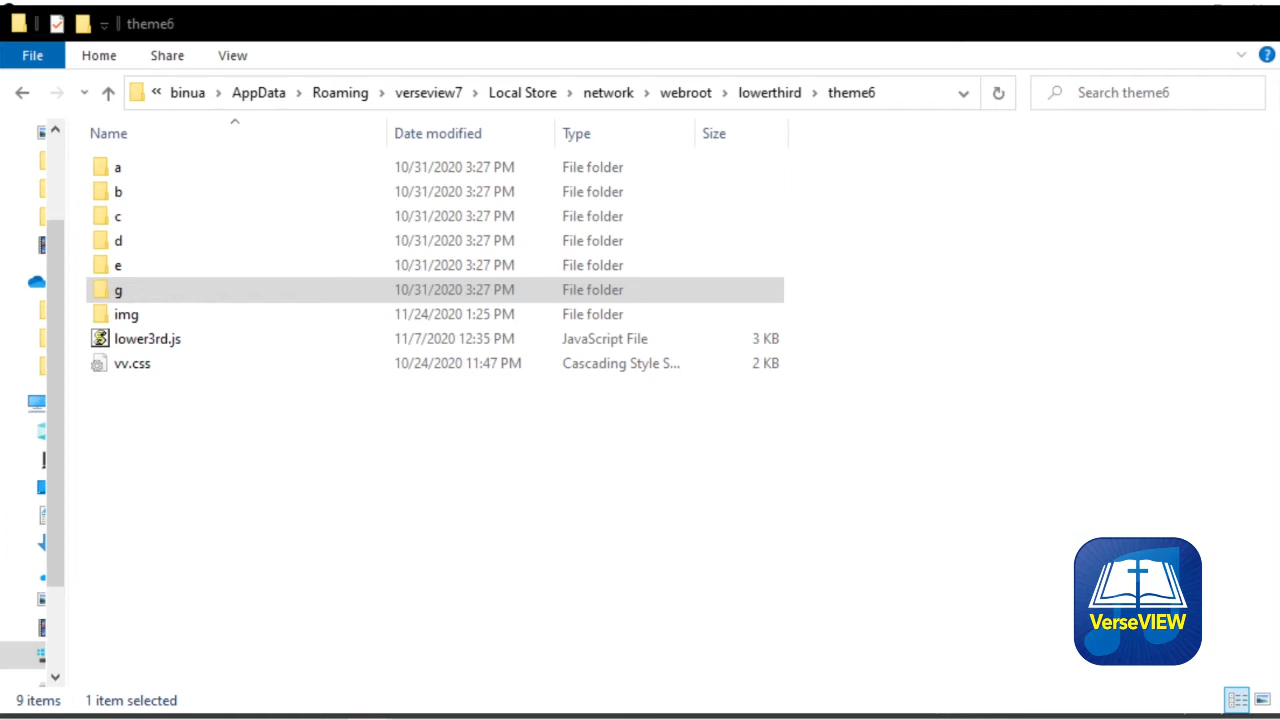 theme6
File Home Share View
« binua > AppData > Roaming > verseview7 > Local Store > network > webroot > lowerthird > theme6 Search theme6
Name Date modified Type Size
a 10/31/2020 3:27 PM File folder
b 10/31/2020 3:27 PM File folder
c 10/31/2020 3:27 PM File folder
d 10/31/2020 3:27 PM File folder
e 10/31/2020 3:27 PM File folder
g 10/31/2020 3:27 PM File folder
img 11/24/2020 1:25 PM File folder
lower3rd.js 11/7/2020 12:35 PM JavaScript File 3 KB
vv.css 10/24/2020 11:47 PM Cascading Style S... 2 KB
VerseVIEW
9 items 1 item selected